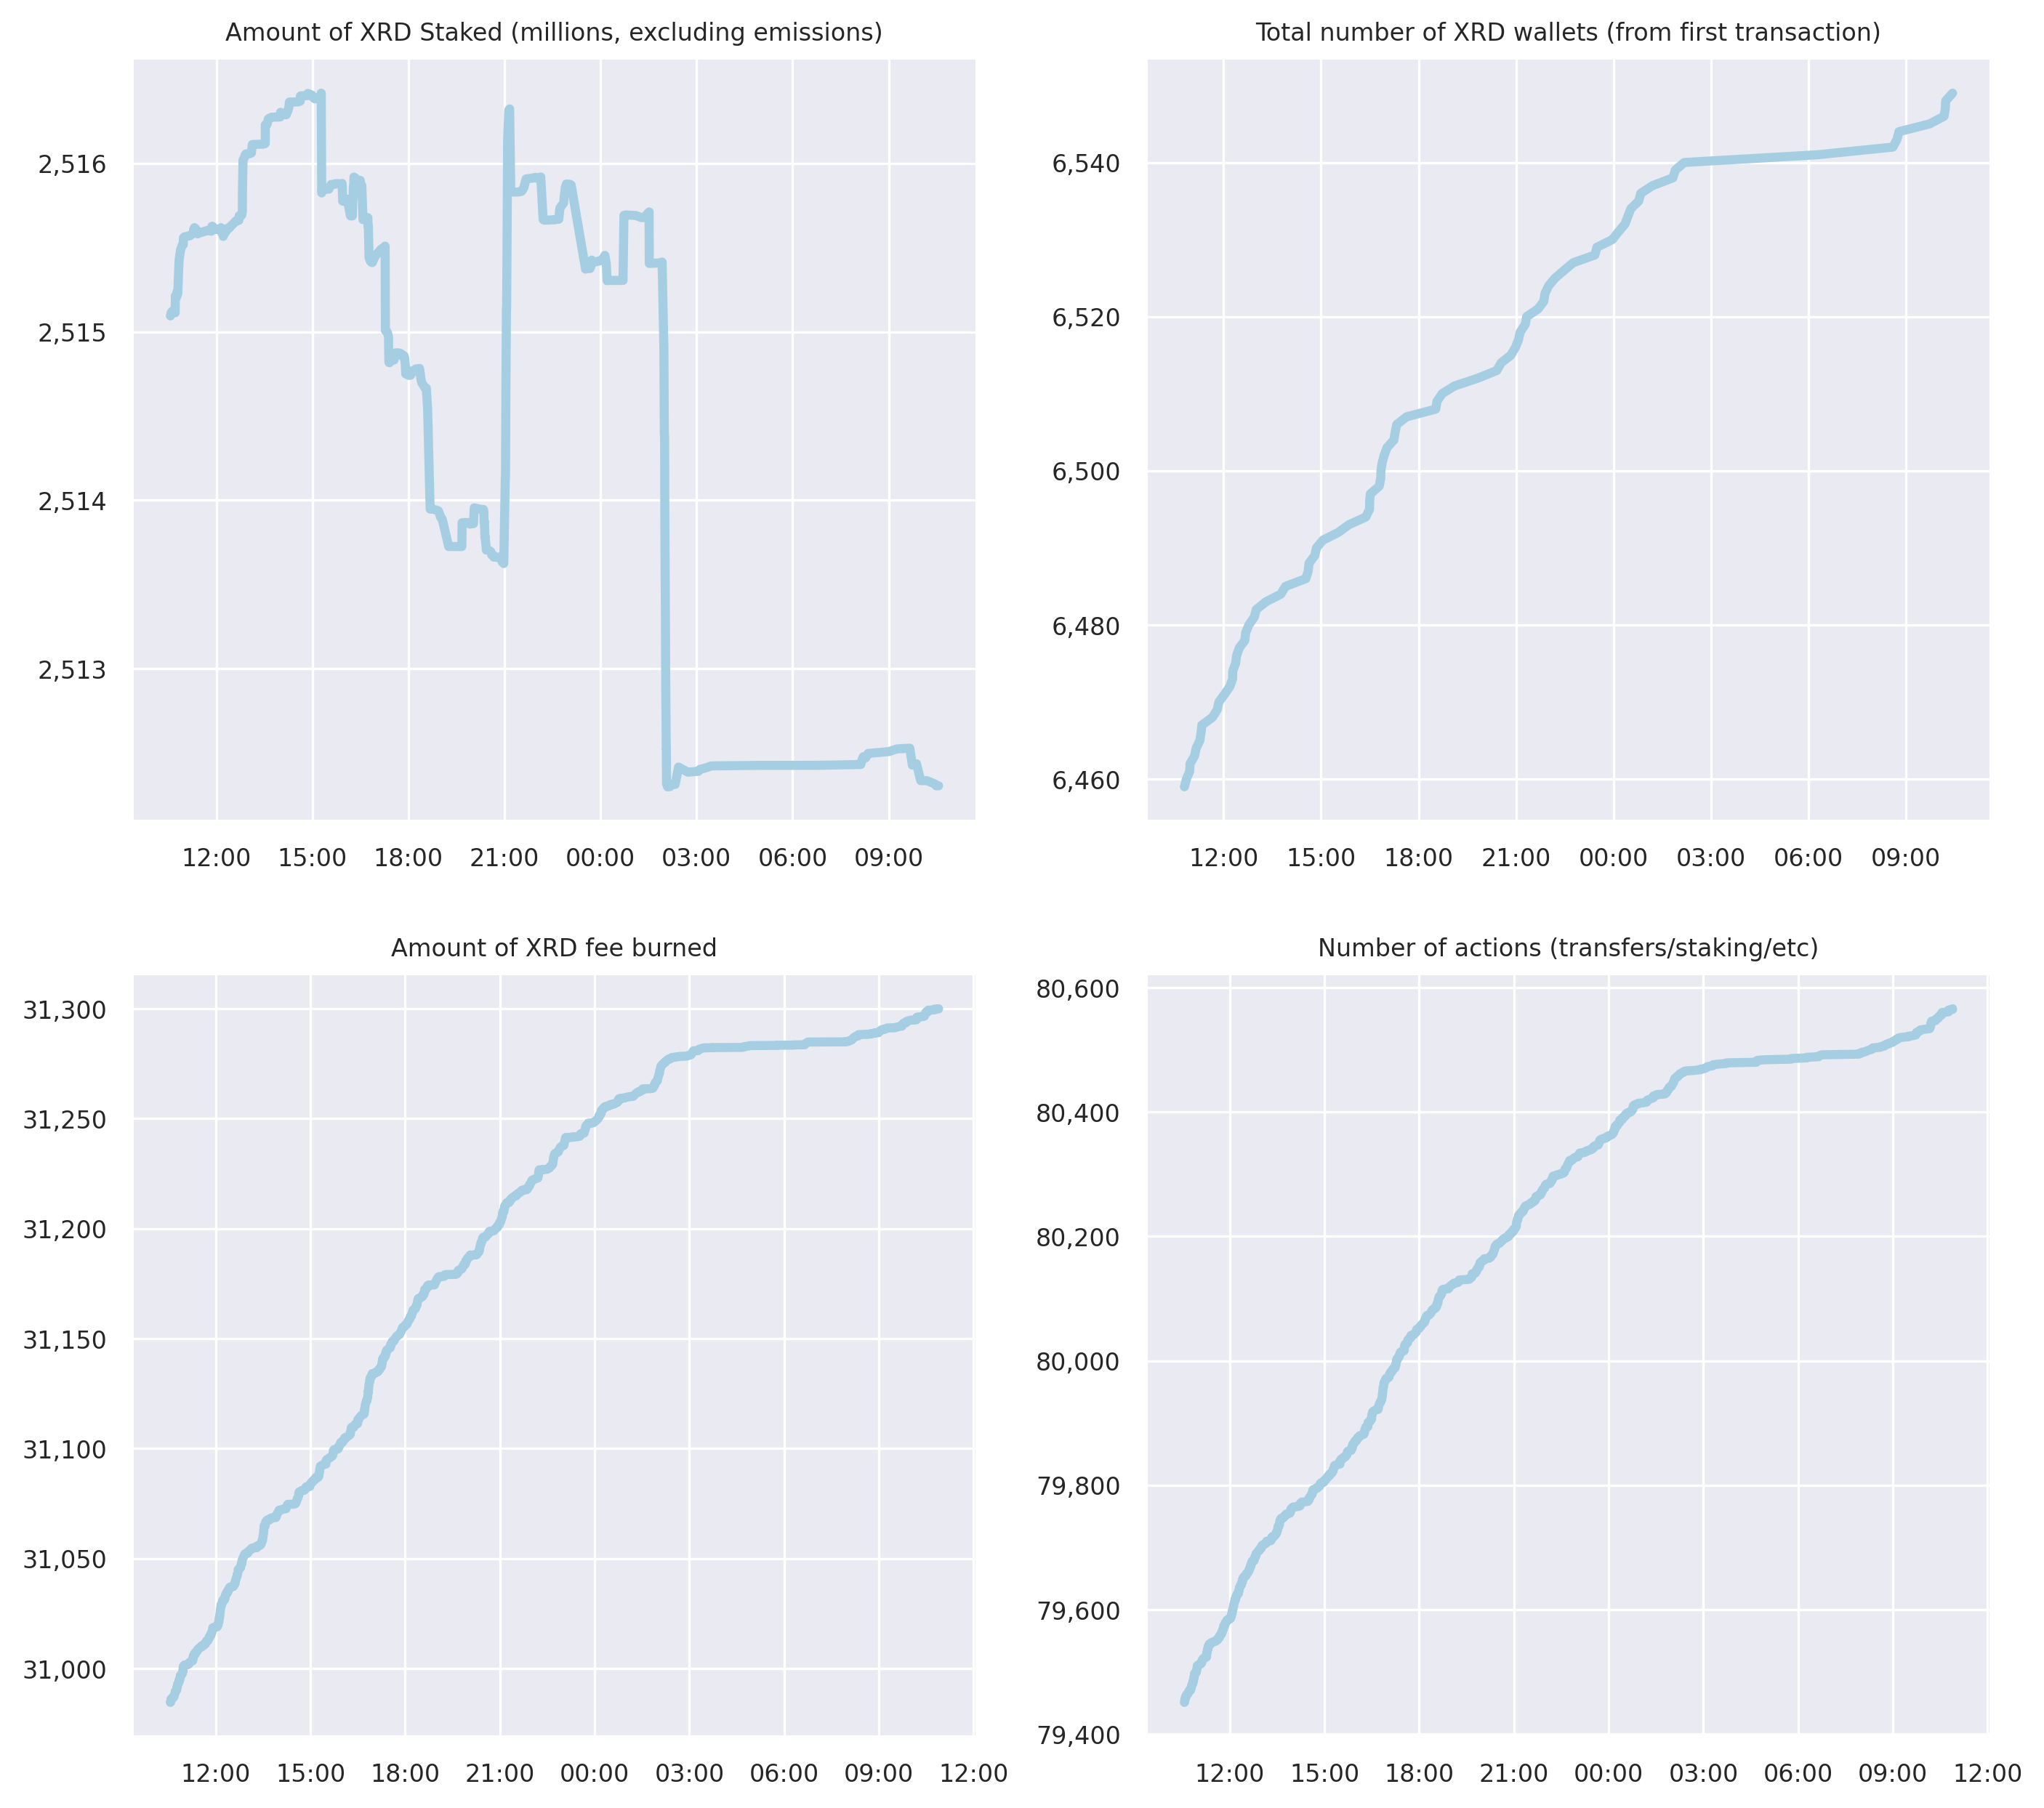 Amount of XRD Staked (millions, excluding emissions)
2,516
2,515
2,514
2,513
12:00 15:00 18:00 21:00 00:00 03:00 06:00 09:00
Total number of XRD wallets (from first transaction)
6,540
6,520
6,500
6,480
6,460
12:00 15:00 18:00 21:00 00:00 03:00 06:00 09:00
Amount of XRD fee burned
31,300
31,250
31,200
31,150
31,100
31,050
31,000
12:00 15:00 18:00 21:00 00:00 03:00 06:00 09:00 12:00
Number of actions (transfers/staking/etc)
80,600
80,400
80,200
80,000
79,800
79,600
79,400
12:00 15:00 18:00 21:00 00:00 03:00 06:00 09:00 12:00